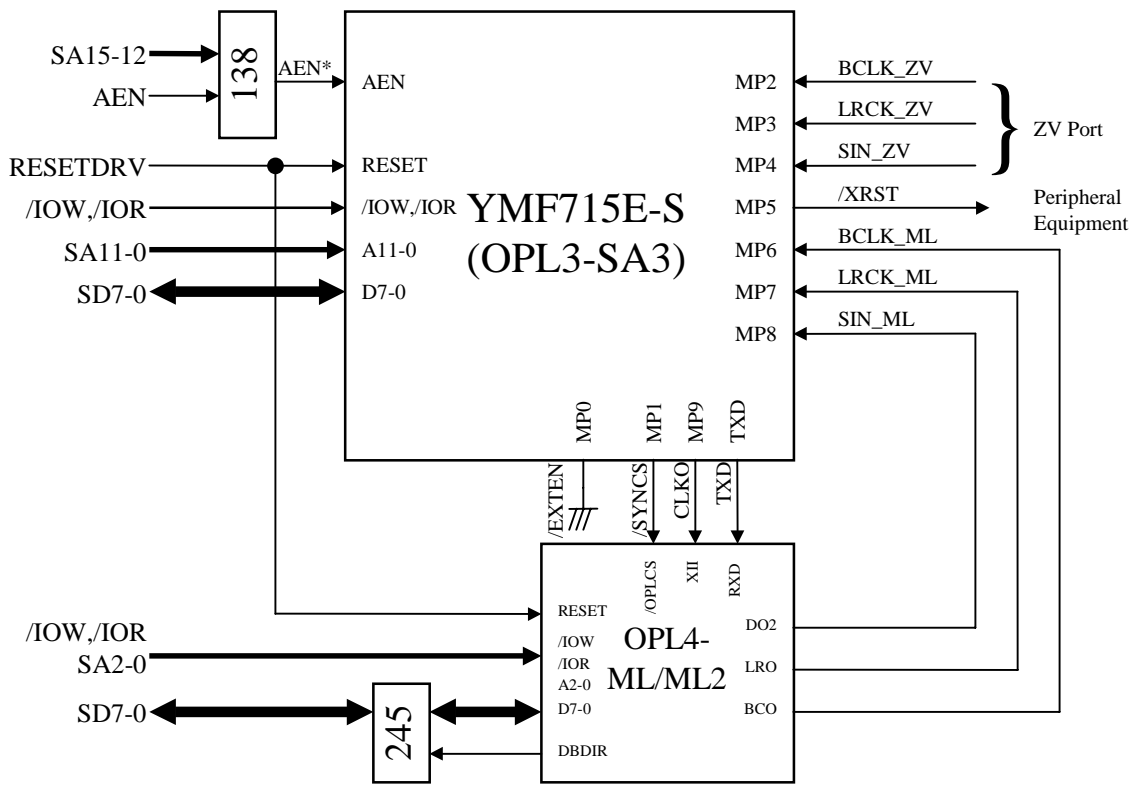 SA15-12
AEN
138
AEN*
AEN
RESETDRV
RESET
/IOW,/IOR
/IOW,/IOR
SA11-0
A11-0
SD7-0
D7-0
YMF715E-S
(OPL3-SA3)
MP2
BCLK_ZV
MP3
LRCK_ZV
MP4
SIN_ZV
ZV Port
MP5
/XRST
Peripheral
Equipment
MP6
BCLK_ML
MP7
LRCK_ML
MP8
SIN_ML
MP0
MP1
MP9
TXD
/EXTEN
/SYNCS
CLKO
TXD
/OPLCS
XII
RXD
RESET
/IOW,/IOR
SA2-0
/IOW
/IOR
A2-0
SD7-0
D7-0
245
DBDIR
OPL4-
ML/ML2
DO2
LRO
BCO